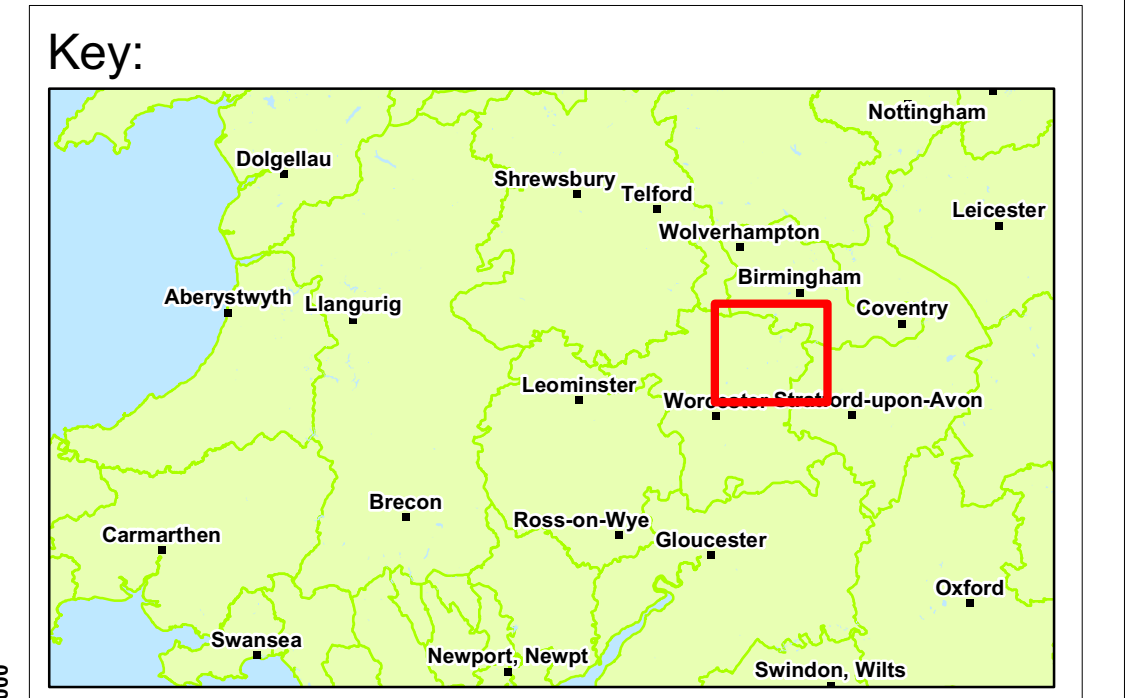 Key:
Nottingham
Dolgellau
Shrewsbury
Telford
Leicester
Wolverhampton
Birmingham
Aberystwyth
Llangurig
Coventry
Leominster
Worcester
Stratford-upon-Avon
Brecon
Ross-on-Wye
Carmarthen
Gloucester
Oxford
Swansea
Newport, Newpt
Swindon, Wilts